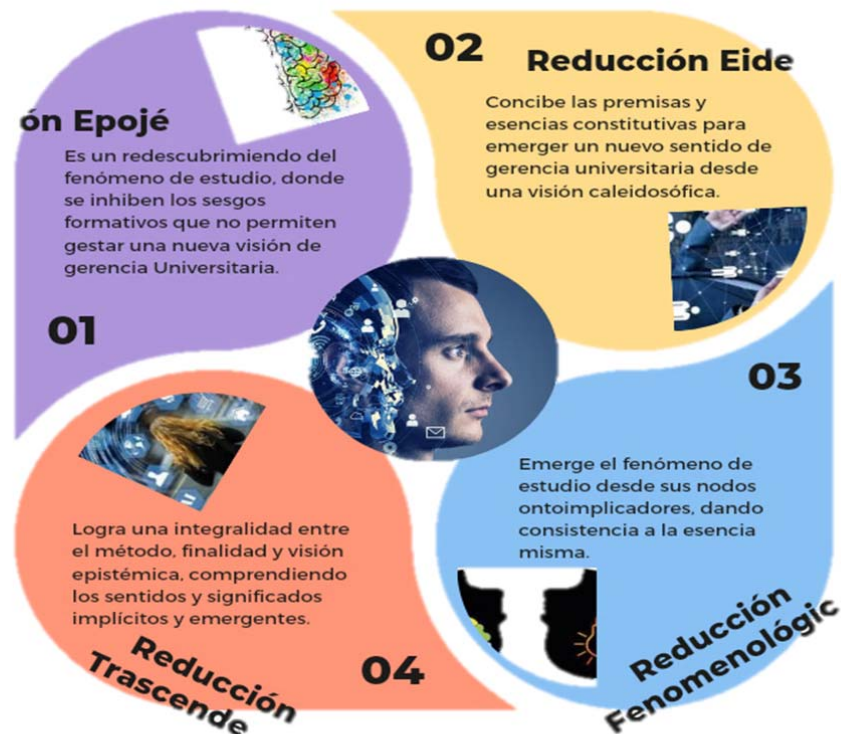 ón Epojé
Es un redescubrimiendo del
fenómeno de estudio, donde
se inhiben los sesgos
formativos que no permiten
gestar una nueva visión de
gerencia Universitaria.
01
02
Reducción Eide
Concibe las premisas y
esencias constitutivas para
emerger un nuevo sentido de
gerencia universitaria desde
una visión caleidosófica.
03
Emerge el fenómeno de
estudio desde sus nodos
ontoimplicadores, dando
consistencia a la esencia
misma.
Reducción
Fenomenológic
Logra una integralidad entre
el método, finalidad y visión
epistémica, comprendiendo
los sentidos y significados
implícitos y emergentes.
Reducción
Trascende
04